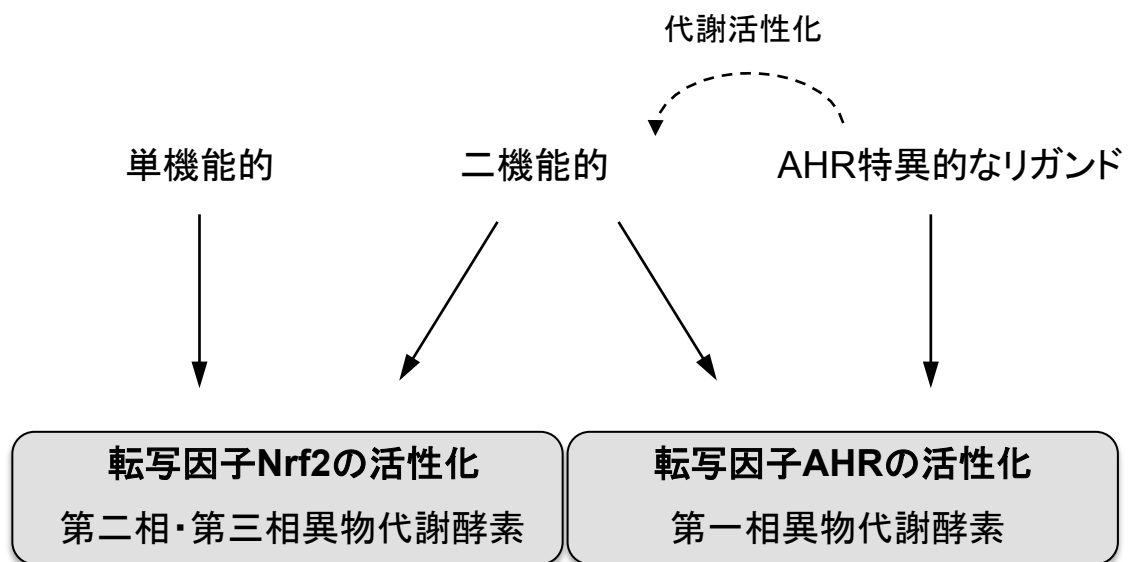 代謝活性化
単機能的
二機能的
AHR特異的なリガンド
転写因子Nrf2の活性化
第二相・第三相異物代謝酵素
転写因子AHRの活性化
第一相異物代謝酵素